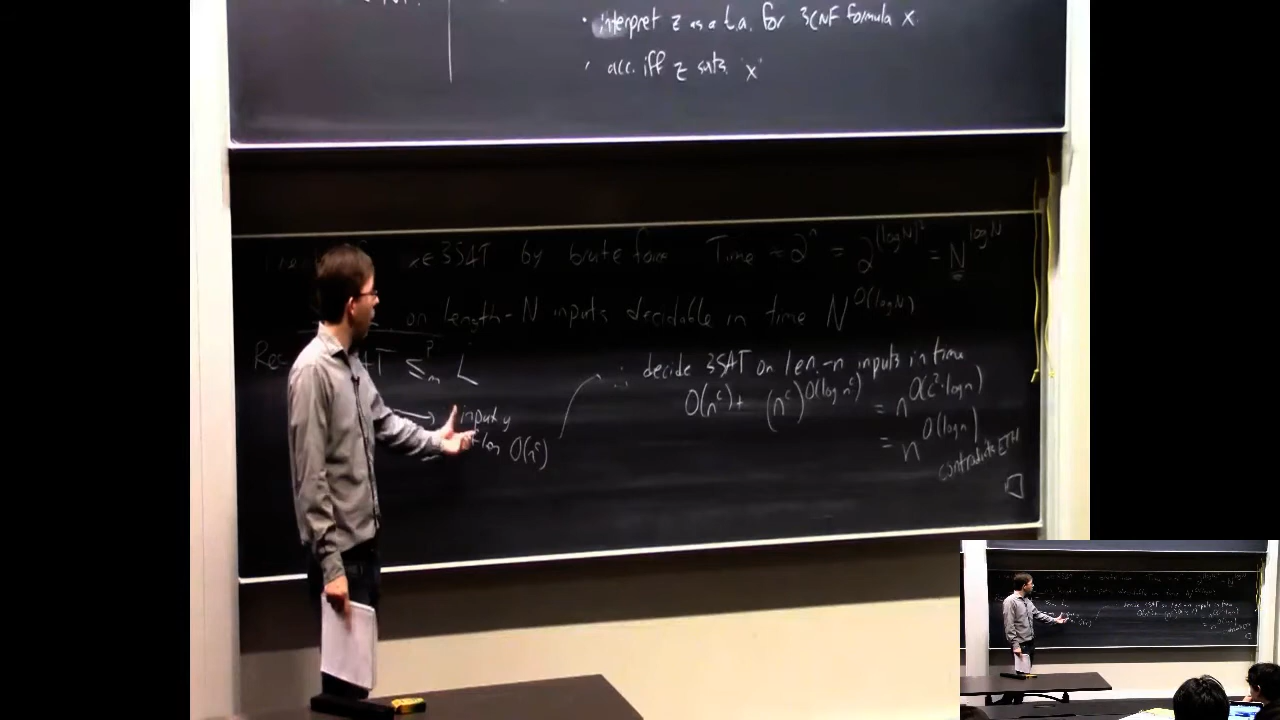 • interpret z as a t.a. for 3CNF formula x
• acc. iff z sats 'x'
x∈3SAT by brute force Time ≈ 2^n = 2^{(log N)^2} = N^{log N}
on length-N inputs decidable in time N^{O(log N)}
Rec ≤_m^P L
→ input y
of len O(n^c)
∴ decide 3SAT on len.-n inputs in time
O(n^c) + (n^c)^{O(log n^c)} = n^{O(c^2·log n)}
= n^{O(log n)}
contradicts ETH
□